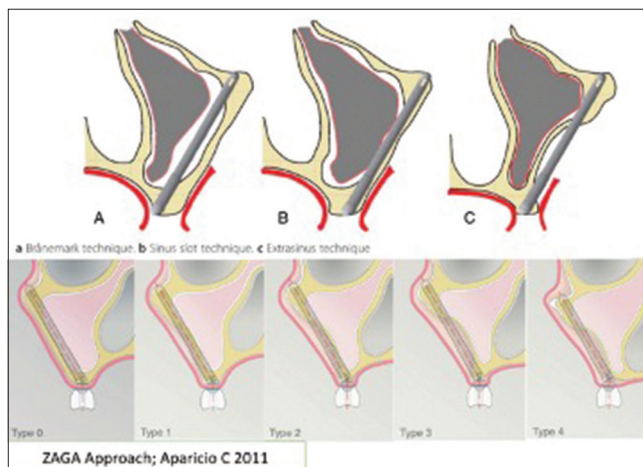 A
B
C
a Brånemark technique. b Sinus slot technique. c Extrasinus technique
Type 0
Type 1
Type 2
Type 3
Type 4
ZAGA Approach; Aparicio C 2011